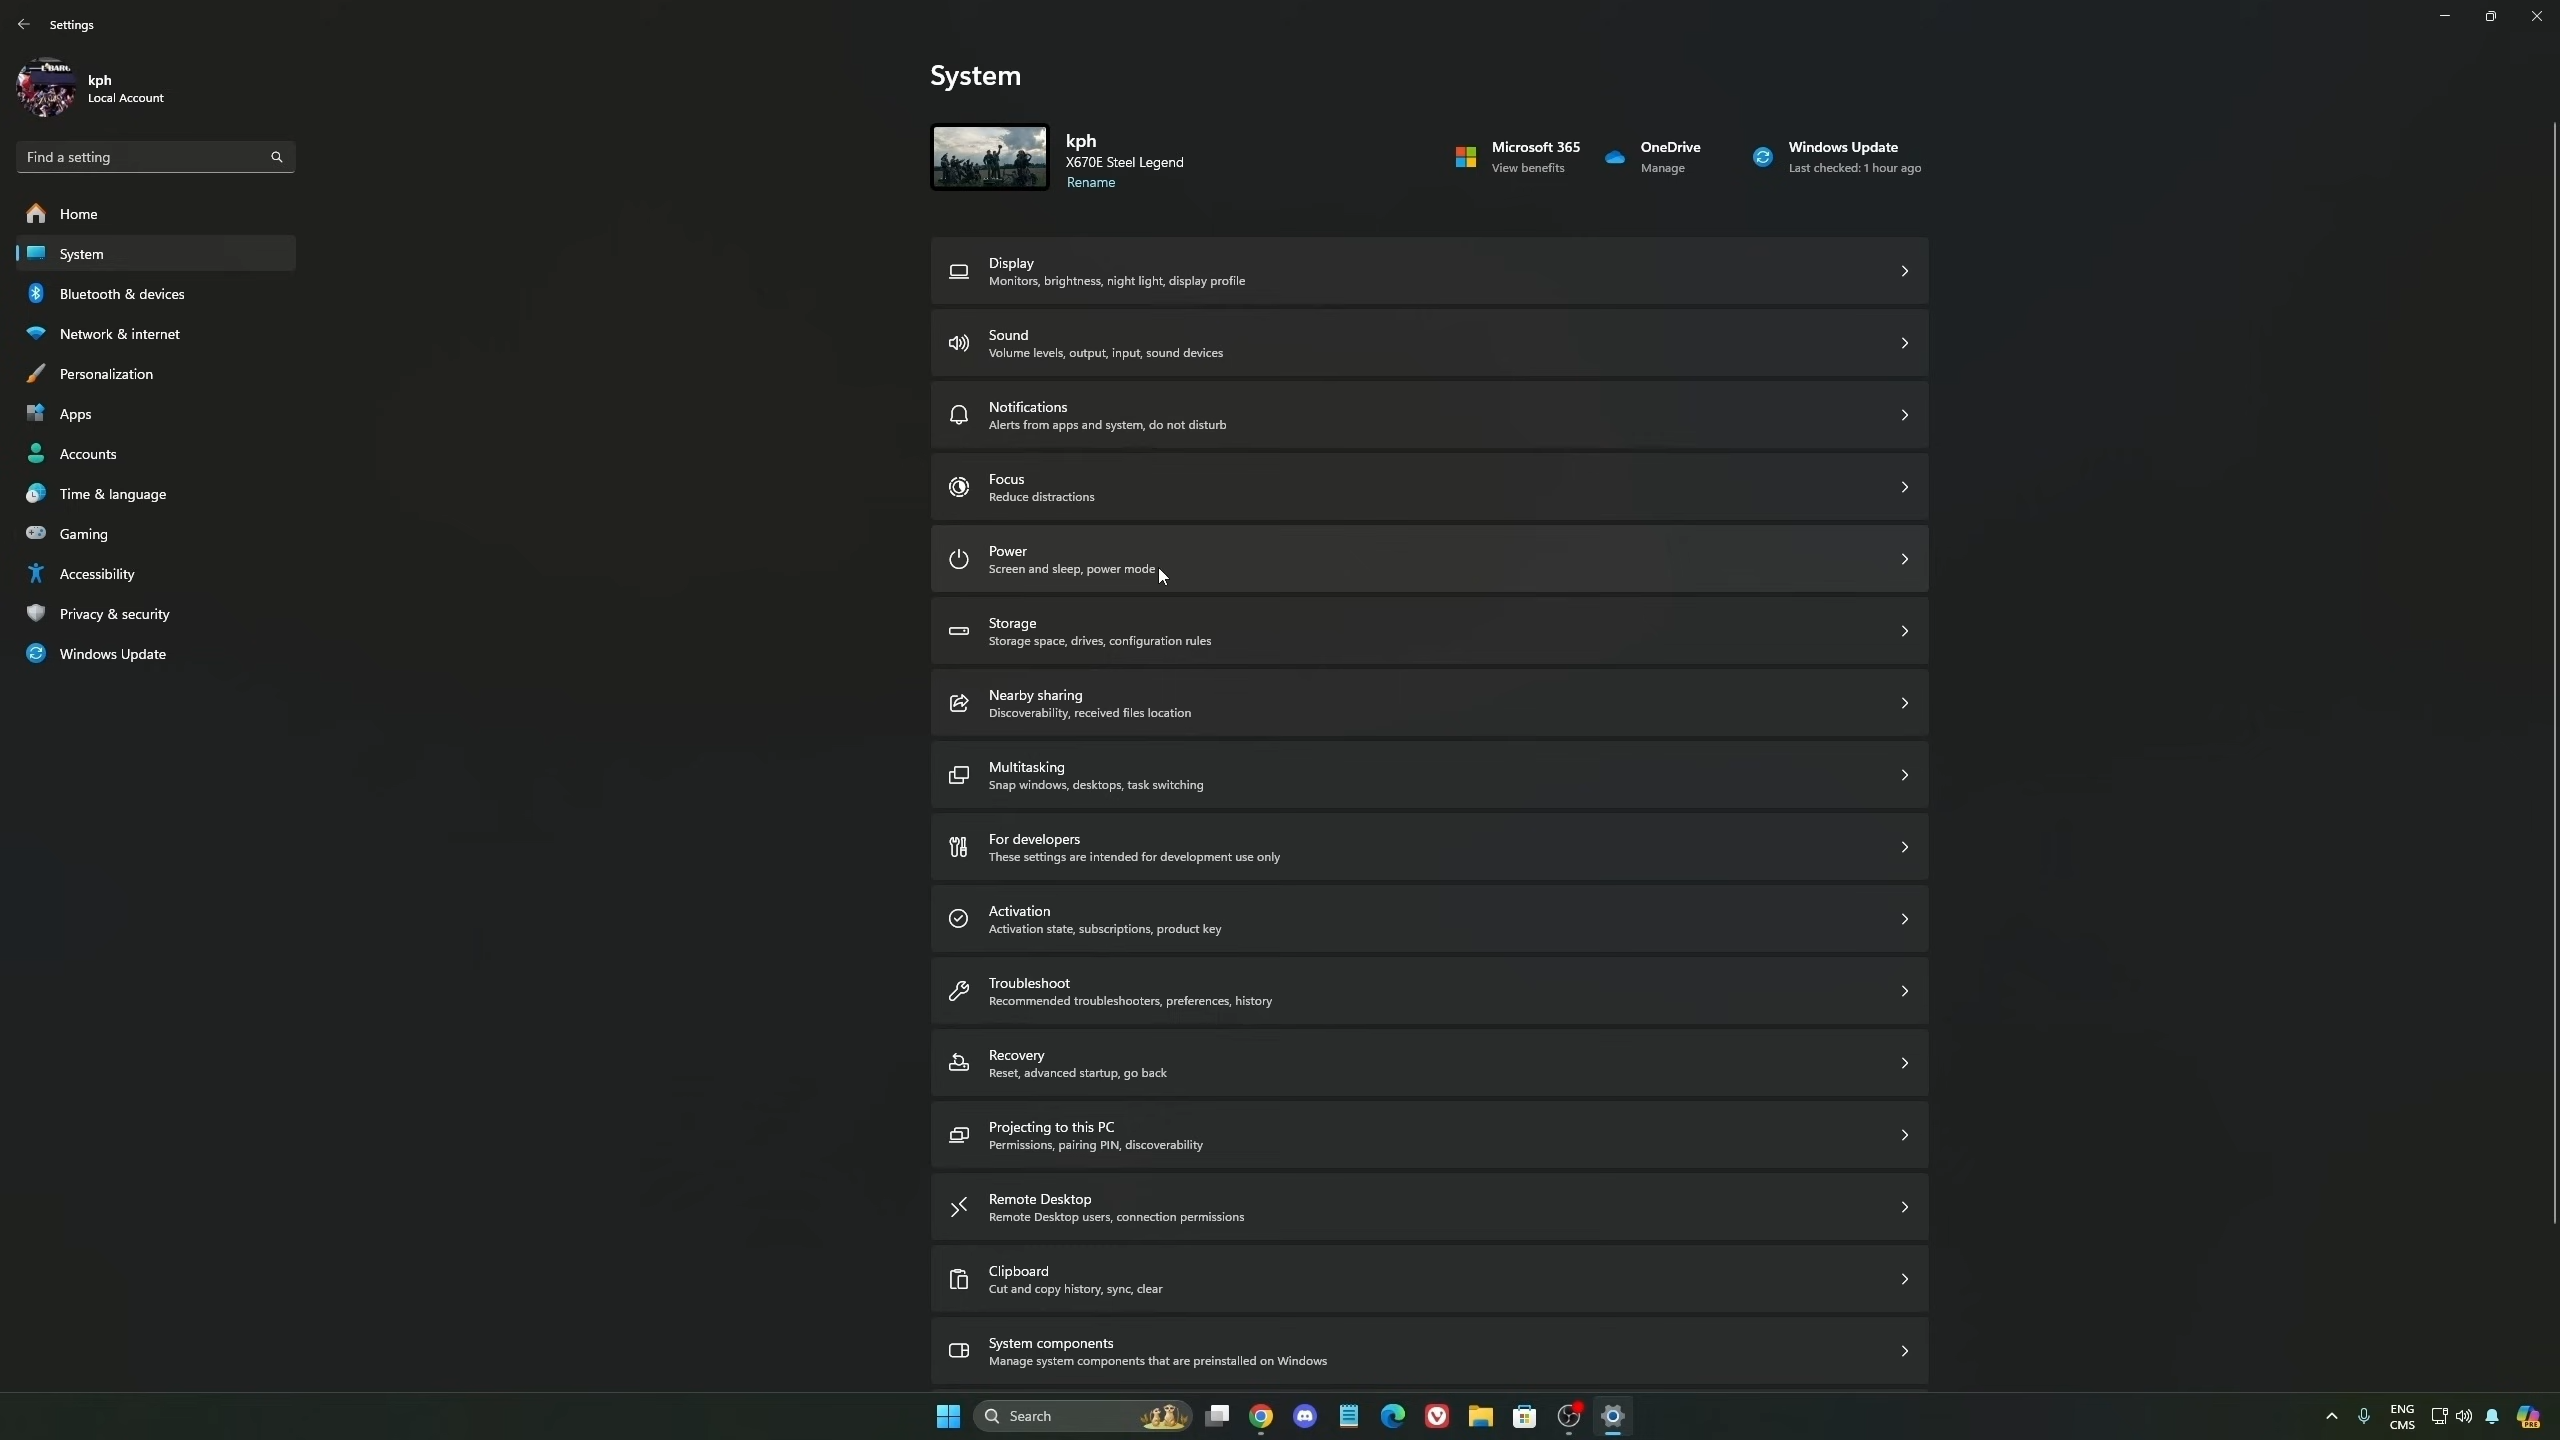 Settings
kph
Local Account
Find a setting
Home
System
Bluetooth & devices
Network & internet
Personalization
Apps
Accounts
Time & language
Gaming
Accessibility
Privacy & security
Windows Update
System
kph
X670E Steel Legend
Rename
Microsoft 365
View benefits
OneDrive
Manage
Windows Update
Last checked: 1 hour ago
Display
Monitors, brightness, night light, display profile
Sound
Volume levels, output, input, sound devices
Notifications
Alerts from apps and system, do not disturb
Focus
Reduce distractions
Power
Screen and sleep, power mode
Storage
Storage space, drives, configuration rules
Nearby sharing
Discoverability, received files location
Multitasking
Snap windows, desktops, task switching
For developers
These settings are intended for development use only
Activation
Activation state, subscriptions, product key
Troubleshoot
Recommended troubleshooters, preferences, history
Recovery
Reset, advanced startup, go back
Projecting to this PC
Permissions, pairing PIN, discoverability
Remote Desktop
Remote Desktop users, connection permissions
Clipboard
Cut and copy history, sync, clear
System components
Manage system components that are preinstalled on Windows
Search
ENG
CMS
PRE